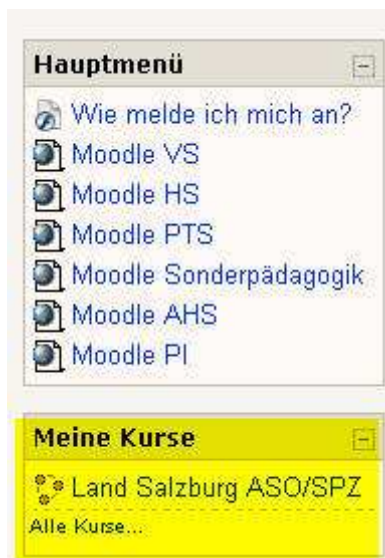 Hauptmenü
Wie melde ich mich an?
Moodle VS
Moodle HS
Moodle PTS
Moodle Sonderpädagogik
Moodle AHS
Moodle PI
Meine Kurse
Land Salzburg ASO/SPZ
Alle Kurse...